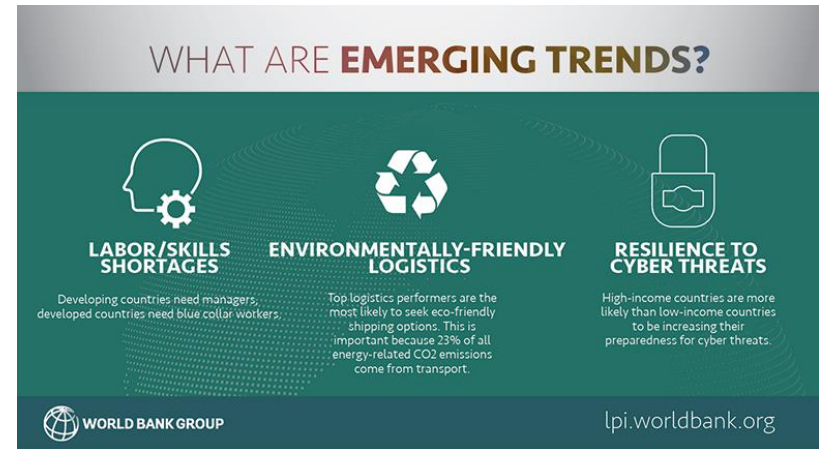 WHAT ARE EMERGING TRENDS?
LABOR/SKILLS
SHORTAGES
Developing countries need managers,
developed countries need blue collar workers.
ENVIRONMENTALLY-FRIENDLY
LOGISTICS
Top logistics performers are the
most likely to seek eco-friendly
shipping options. This is
important because 23% of all
energy-related CO2 emissions
come from transport.
RESILIENCE TO
CYBER THREATS
High-income countries are more
likely than low-income countries
to be increasing their
preparedness for cyber threats.
WORLD BANK GROUP
lpi.worldbank.org